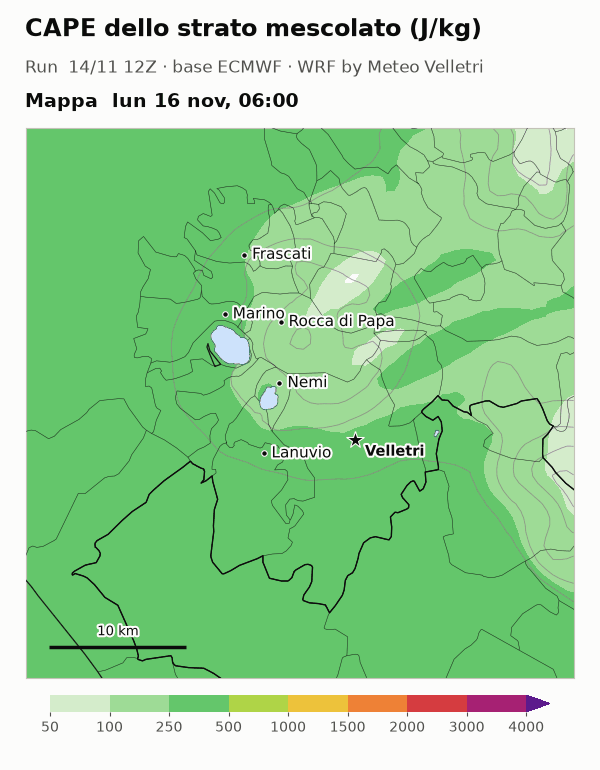 CAPE dello strato mescolato (J/kg)
Run  14/11 12Z · base ECMWF · WRF by Meteo Velletri
Mappa  lun 16 nov, 06:00
Frascati
Marino
Rocca di Papa
Nemi
Velletri
Lanuvio
10 km
50 100 250 500 1000 1500 2000 3000 4000